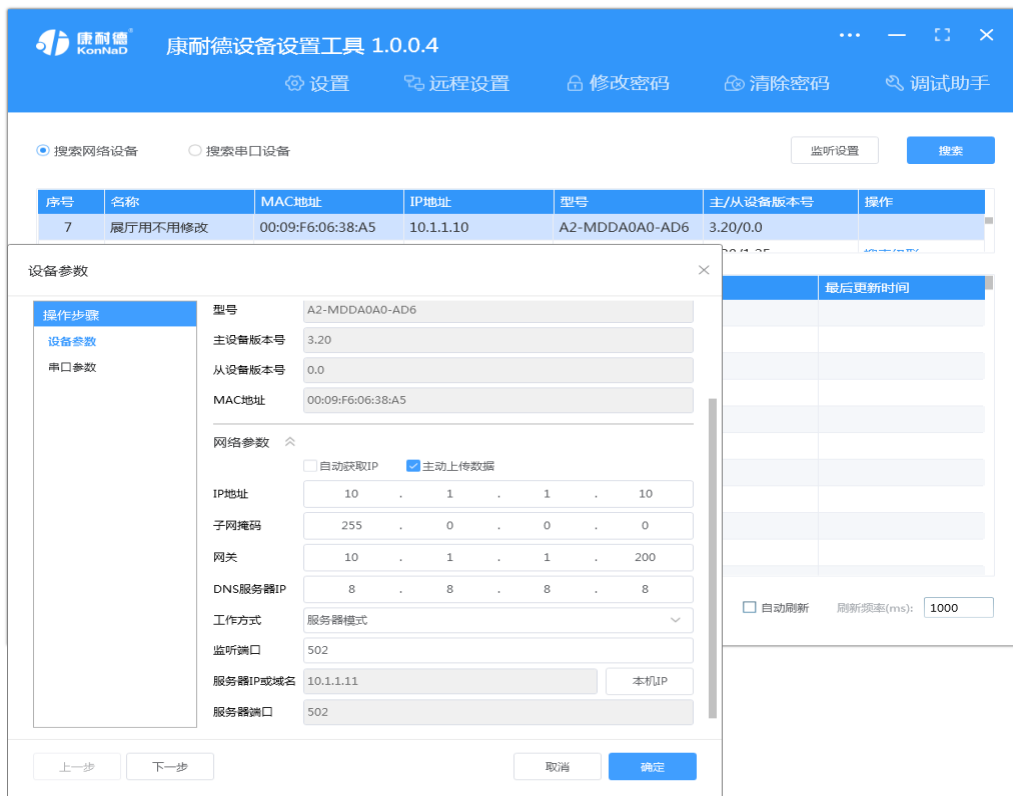 康耐德® KonNaD
康耐德设备设置工具 1.0.0.4
设置 远程设置 修改密码 清除密码 调试助手
搜索网络设备 搜索串口设备 监听设置 搜索
序号 名称 MAC地址 IP地址 型号 主/从设备版本号 操作
7 展厅用不用修改 00:09:F6:06:38:A5 10.1.1.10 A2-MDDA0A0-AD6 3.20/0.0
设备参数
最后更新时间
操作步骤
设备参数
串口参数
型号 A2-MDDA0A0-AD6
主设备版本号 3.20
从设备版本号 0.0
MAC地址 00:09:F6:06:38:A5
网络参数
自动获取IP 主动上传数据
IP地址 10 . 1 . 1 . 10
子网掩码 255 . 0 . 0 . 0
网关 10 . 1 . 1 . 200
DNS服务器IP 8 . 8 . 8 . 8
工作方式 服务器模式
监听端口 502
服务器IP或域名 10.1.1.11 本机IP
服务器端口 502
自动刷新 刷新频率(ms): 1000
上一步 下一步 取消 确定